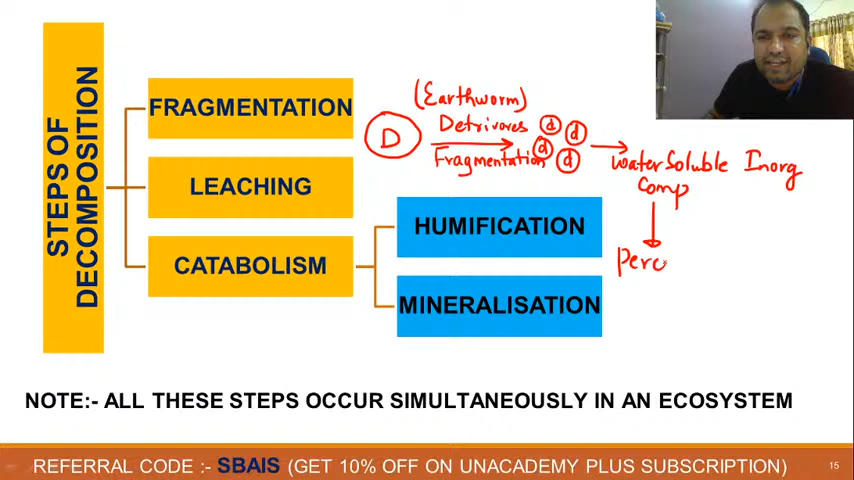 STEPS OF
DECOMPOSITION
FRAGMENTATION
LEACHING
CATABOLISM
HUMIFICATION
MINERALISATION
(Earthworm)
Detrivores
D
Fragmentation
d
d
d
d
Water Soluble Inorg
Comp
Perc
NOTE:- ALL THESE STEPS OCCUR SIMULTANEOUSLY IN AN ECOSYSTEM
REFERRAL CODE :- SBAIS (GET 10% OFF ON UNACADEMY PLUS SUBSCRIPTION)
15